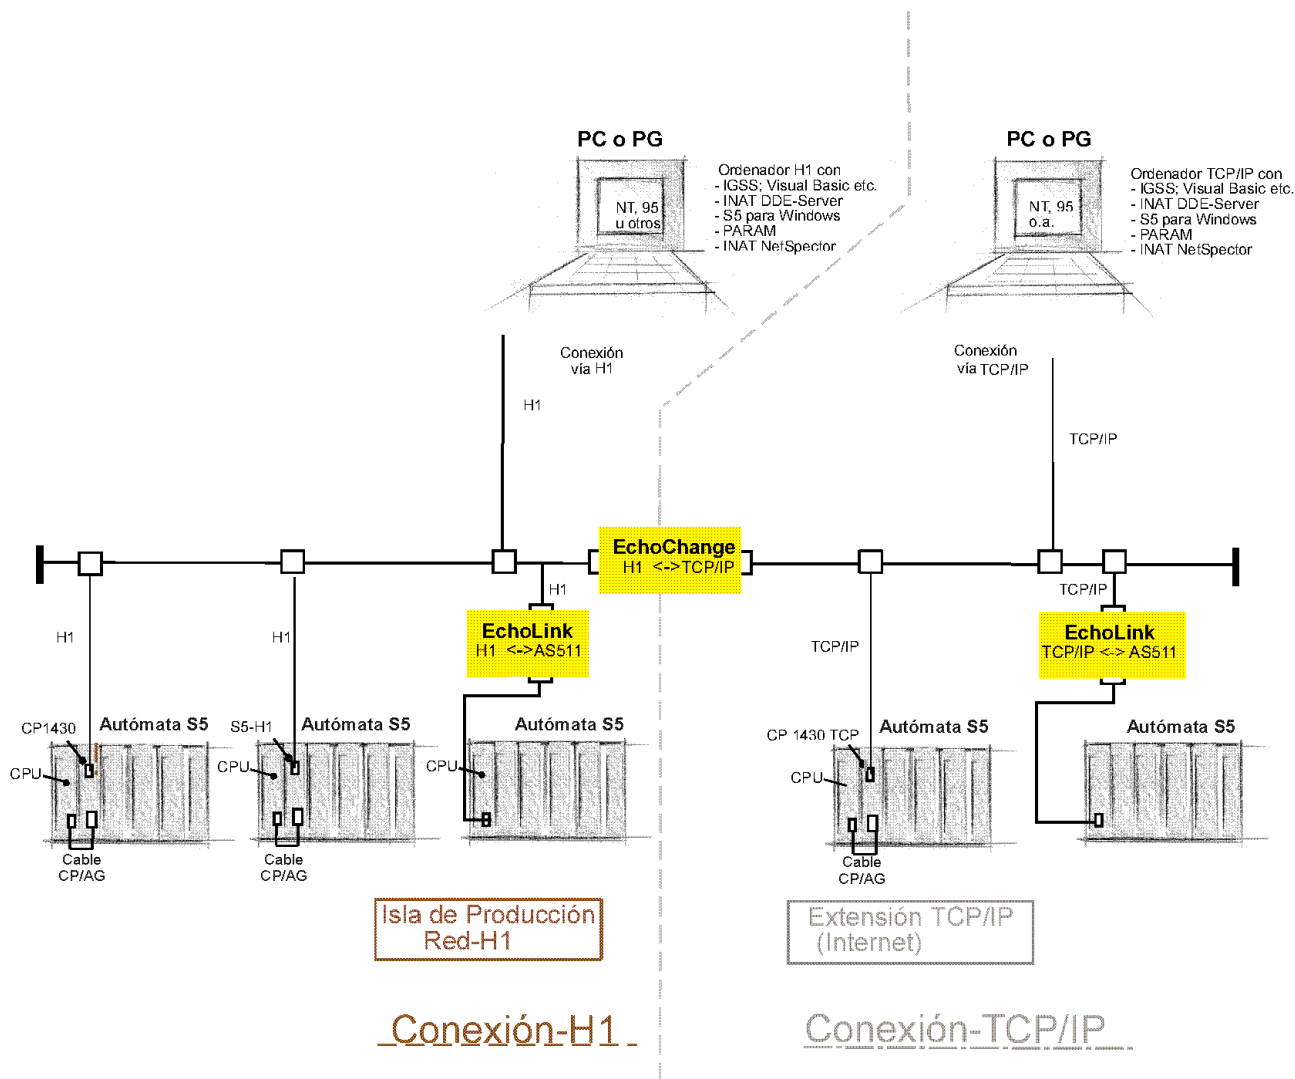 PC o PG
Ordenador H1 con
- IGSS; Visual Basic etc.
- INAT DDE-Server
- S5 para Windows
- PARAM
- INAT NetSpector
NT, 95
u otros
PC o PG
Ordenador TCP/IP con
- IGSS; Visual Basic etc.
- INAT DDE-Server
- S5 para Windows
- PARAM
- INAT NetSpector
NT, 95
o.a.
Conexión
vía H1
H1
Conexión
vía TCP/IP
TCP/IP
EchoChange
H1 <->TCP/IP
H1
H1
H1
EchoLink
H1 <->AS511
TCP/IP
TCP/IP
EchoLink
TCP/IP <-> AS511
CP1430
Autómata S5
CPU
Cable
CP/AG
S5-H1
Autómata S5
CPU
Cable
CP/AG
Autómata S5
CPU
CP 1430 TCP
Autómata S5
CPU
Cable
CP/AG
Autómata S5
Isla de Producción
Red-H1
Extensión TCP/IP
(Internet)
Conexión-H1
Conexión-TCP/IP